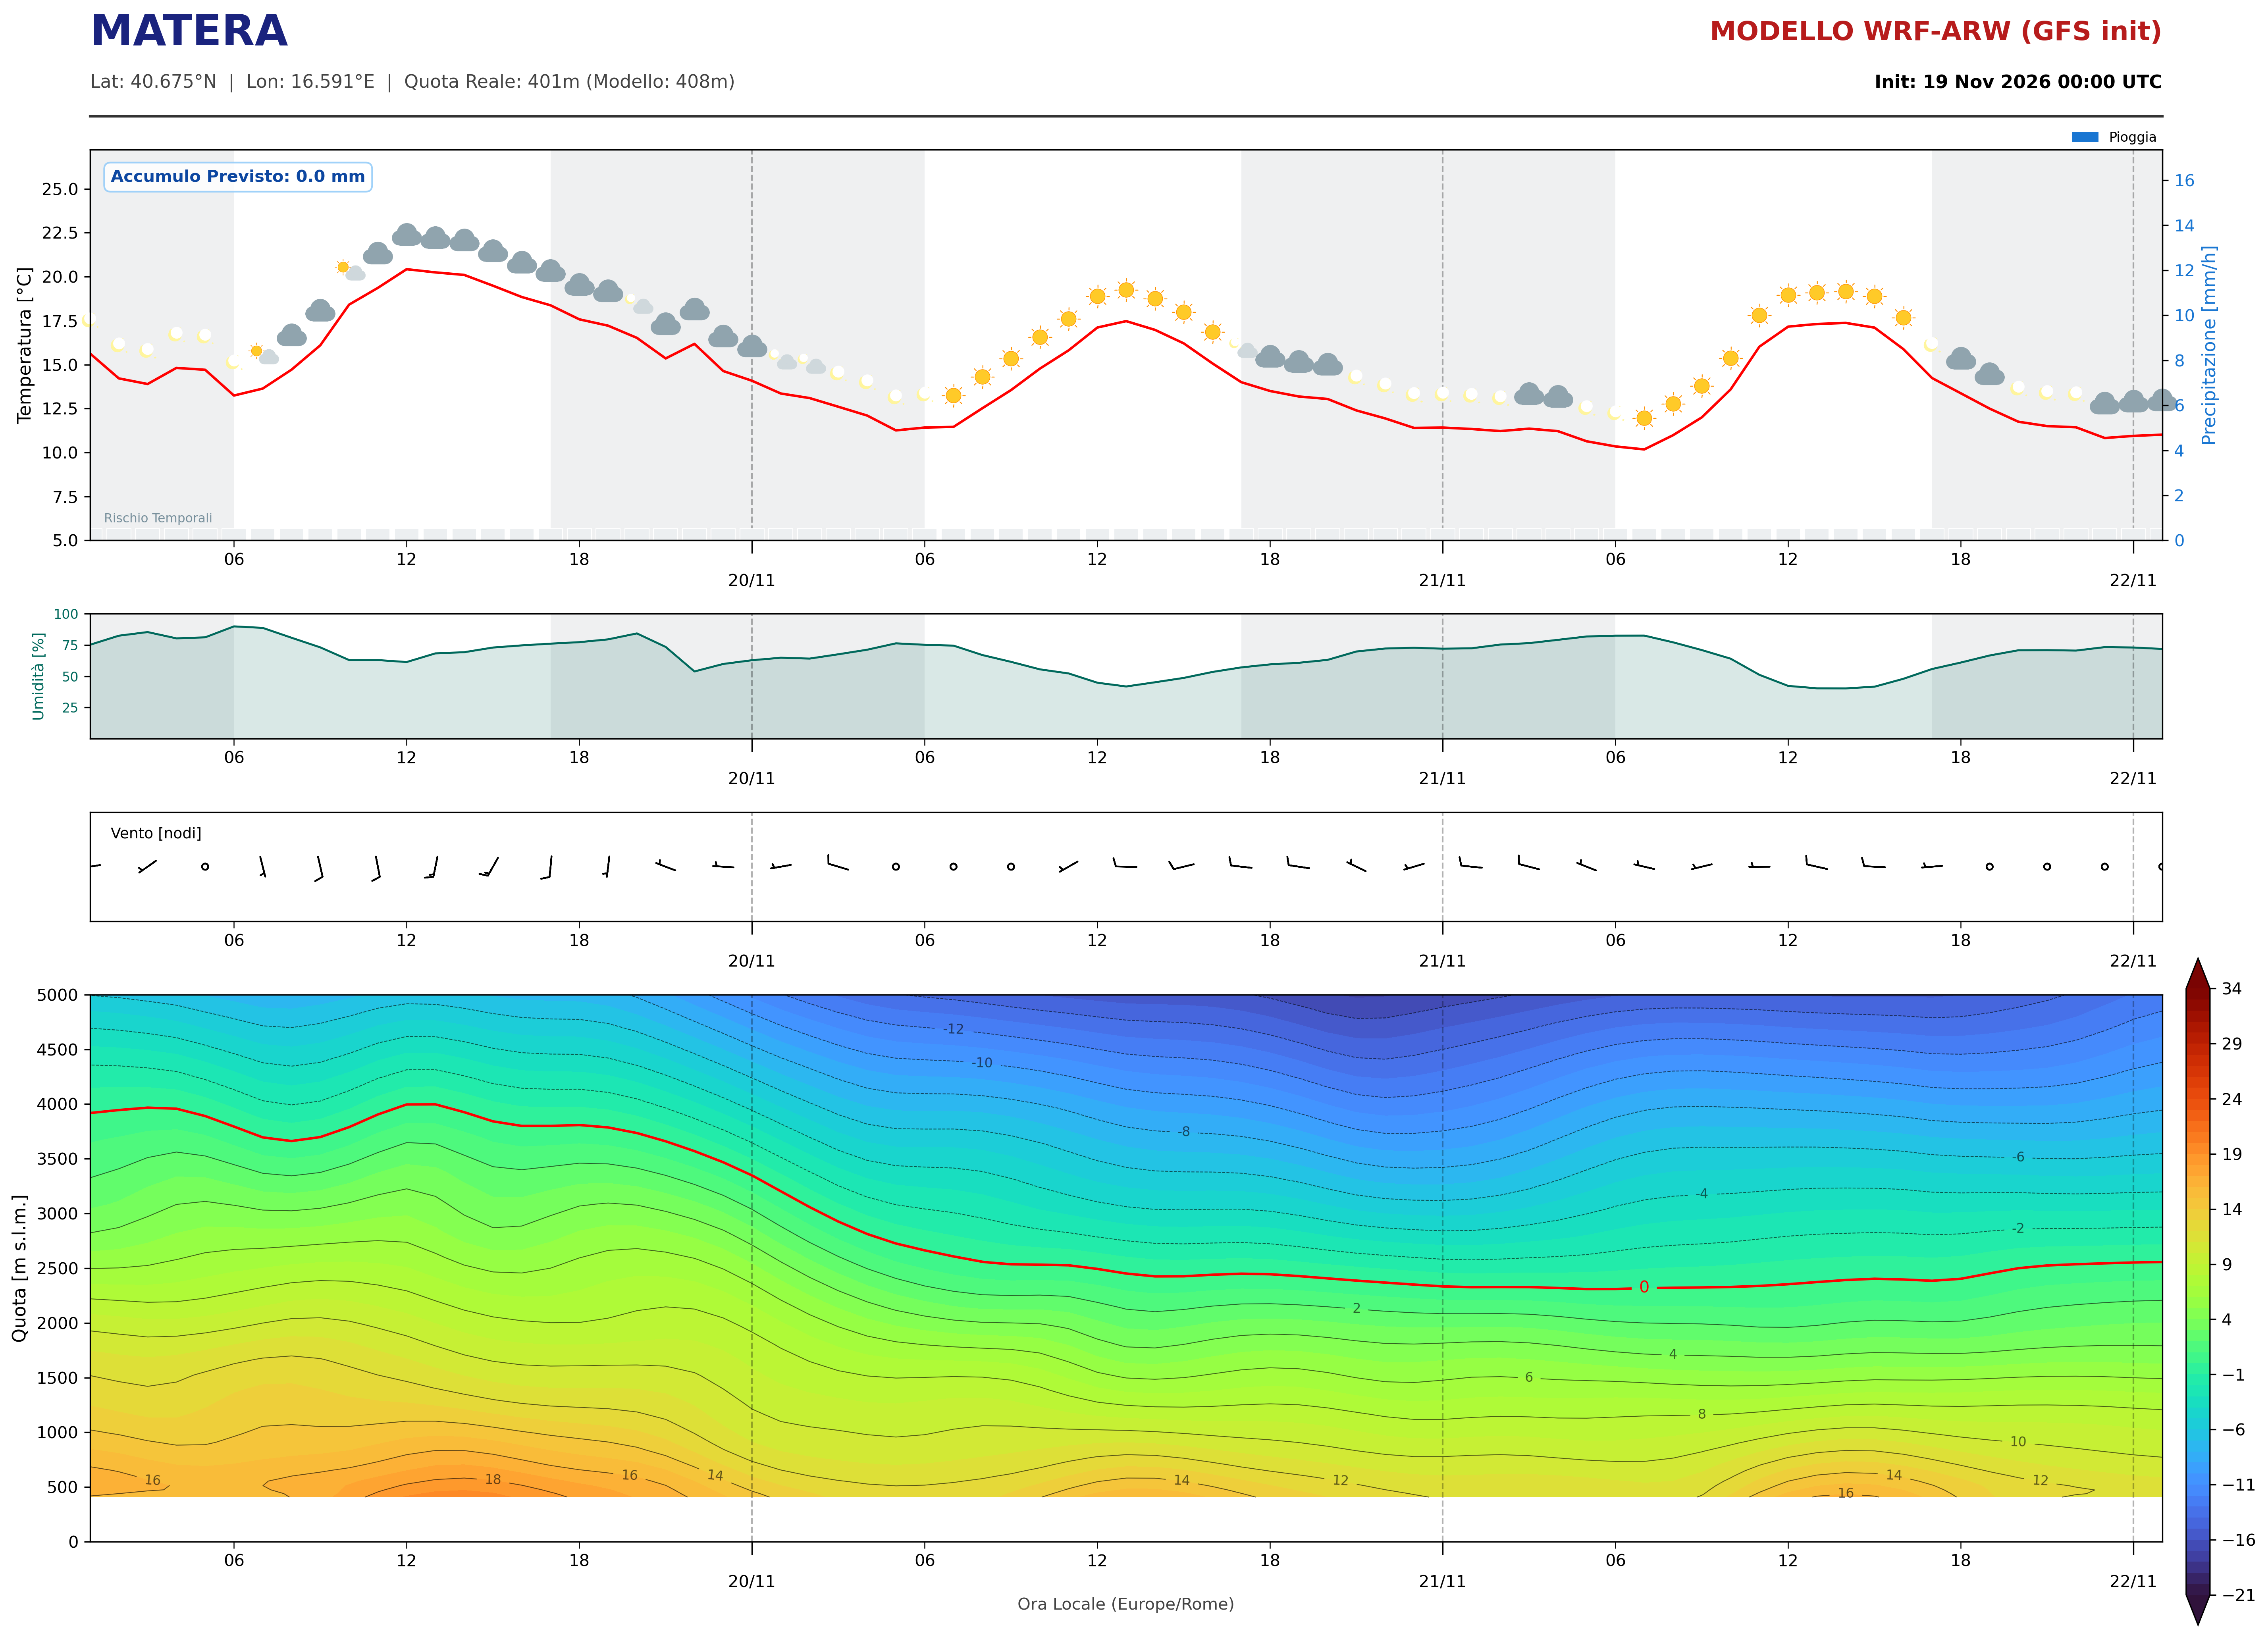 MATERA
MODELLO WRF-ARW (GFS init)
Lat: 40.675°N | Lon: 16.591°E | Quota Reale: 401m (Modello: 408m)
Init: 19 Nov 2026 00:00 UTC
Pioggia
Accumulo Previsto: 0.0 mm
Temperatura [°C]
25.0
22.5
20.0
17.5
15.0
12.5
10.0
7.5
5.0
Rischio Temporali
Precipitazione [mm/h]
16
14
12
10
8
6
4
2
0
06 12 18 06 12 18 06 12 18
20/11 21/11 22/11
Umidità [%]
100
75
50
25
06 12 18 06 12 18 06 12 18
20/11 21/11 22/11
Vento [nodi]
06 12 18 06 12 18 06 12 18
20/11 21/11 22/11
Quota [m s.l.m.]
5000
4500
4000
3500
3000
2500
2000
1500
1000
500
0
-12
-10
-8
-6
-4
-2
0
2
4
6
8
10
16 18 16 14 14 12 14 12
16
06 12 18 06 12 18 06 12 18
20/11 21/11 22/11
Ora Locale (Europe/Rome)
34
29
24
19
14
9
4
−1
−6
−11
−16
−21